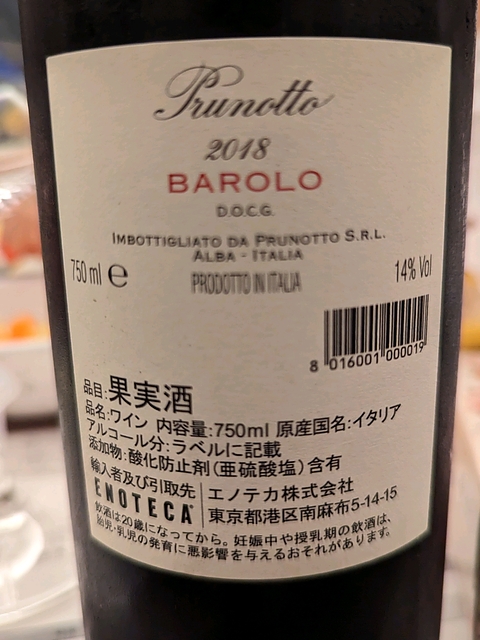 Prunotto
2018
BAROLO
D.O.C.G.
IMBOTTIGLIATO DA PRUNOTTO S.R.L.
ALBA - ITALIA
750 ml e
PRODOTTO IN ITALIA
14% Vol
8 016001 000019
品目:果実酒
品名:ワイン 内容量:750ml 原産国名:イタリア
アルコール分:ラベルに記載
添加物:酸化防止剤(亜硫酸塩)含有
輸入者及び引取先
ENOTECA
エノテカ株式会社
東京都港区南麻布5-14-15
飲酒は20歳になってから。妊娠中や授乳期の飲酒は、
胎児・乳児の発育に悪影響を与えるおそれがあります。